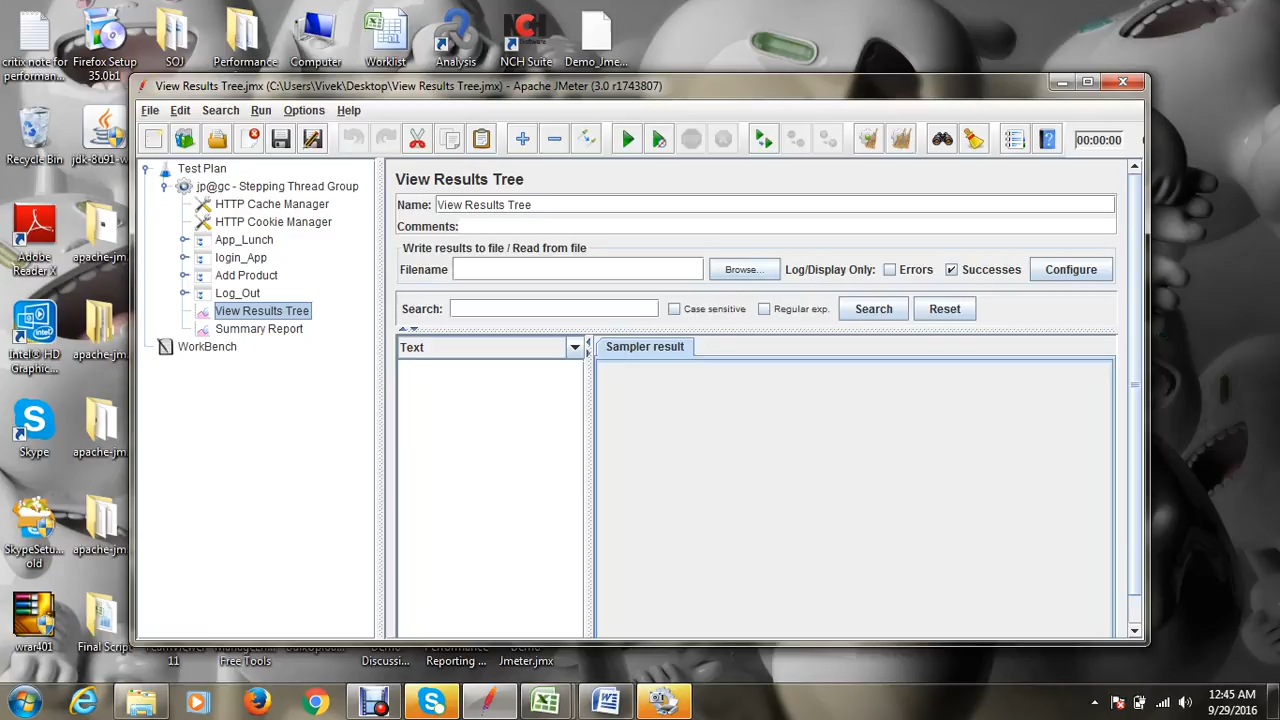 critix note for
performan...
Firefox Setup
35.0b1
SOJ
Performance
Computer
Worklist
Analysis
NCH Suite
Demo_Jme...
NCH
Software
View Results Tree.jmx (C:\Users\Vivek\Desktop\View Results Tree.jmx) - Apache JMeter (3.0 r1743807)
File Edit Search Run Options Help
00:00:00
Recycle Bin
jdk-8u91-w
Adobe
Reader X
apache-jm
Intel® HD
Graphic...
apache-jm
Skype
apache-jm
SkypeSetu...
old
apache-jm
wrar401
Final Scrip
Test Plan
jp@gc - Stepping Thread Group
HTTP Cache Manager
HTTP Cookie Manager
App_Lunch
login_App
Add Product
Log_Out
View Results Tree
Summary Report
WorkBench
View Results Tree
Name: View Results Tree
Comments:
Write results to file / Read from file
Filename Browse... Log/Display Only: Errors Successes Configure
Search: Case sensitive Regular exp. Search Reset
Text
Sampler result
11
Free Tools
Discussi...
Performance
Reporting ...
Jmeter.jmx
12:45 AM
9/29/2016